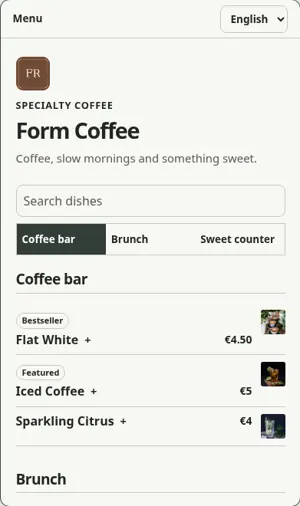 Menu
English
FR
SPECIALTY COFFEE
Form Coffee
Coffee, slow mornings and something sweet.
Search dishes
Coffee bar Brunch Sweet counter
Coffee bar
Bestseller
Flat White + €4.50
Featured
Iced Coffee + €5
Sparkling Citrus + €4
Brunch